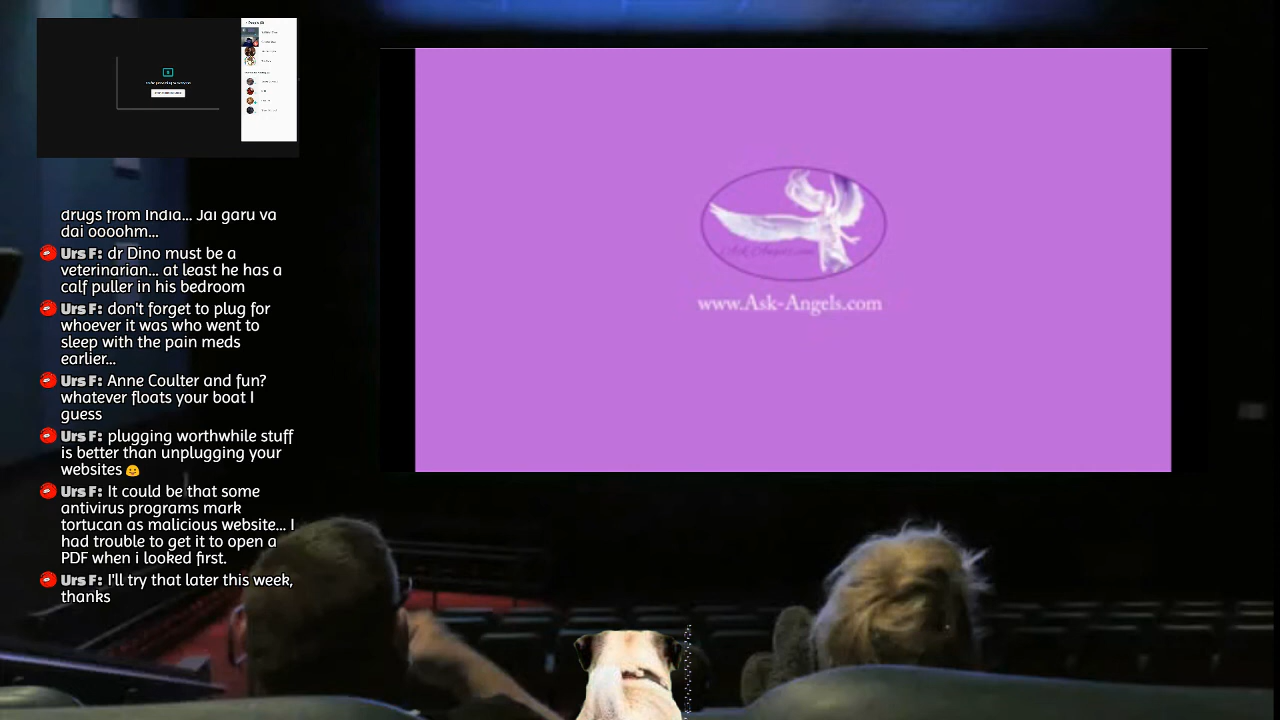 drugs from India... Jai garu va
dai oooohm...
Urs F: dr Dino must be a
veterinarian... at least he has a
calf puller in his bedroom
Urs F: don't forget to plug for
whoever it was who went to
sleep with the pain meds
earlier...
Urs F: Anne Coulter and fun?
whatever floats your boat I
guess
Urs F: plugging worthwhile stuff
is better than unplugging your
websites 🙂
Urs F: It could be that some
antivirus programs mark
tortucan as malicious website... I
had trouble to get it to open a
PDF when i looked first.
Urs F: I'll try that later this week,
thanks
Ask-Angels.com
www.Ask-Angels.com